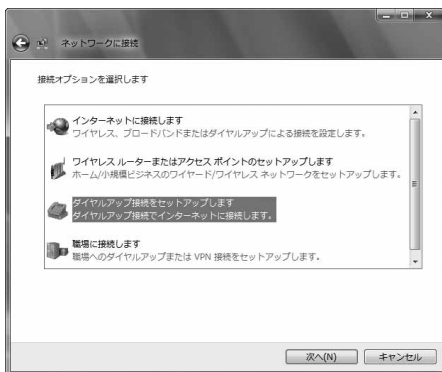 ネットワークに接続
接続オプションを選択します
インターネットに接続します
ワイヤレス、ブロードバンドまたはダイヤルアップによる接続を設定します。
ワイヤレス ルーターまたはアクセス ポイントのセットアップします
ホーム/小規模ビジネスのワイヤード/ワイヤレス ネットワークをセットアップします。
ダイヤルアップ接続をセットアップします
ダイヤルアップ接続でインターネットに接続します。
職場に接続します
職場へのダイヤルアップまたは VPN 接続をセットアップします。
次へ(N)
キャンセル